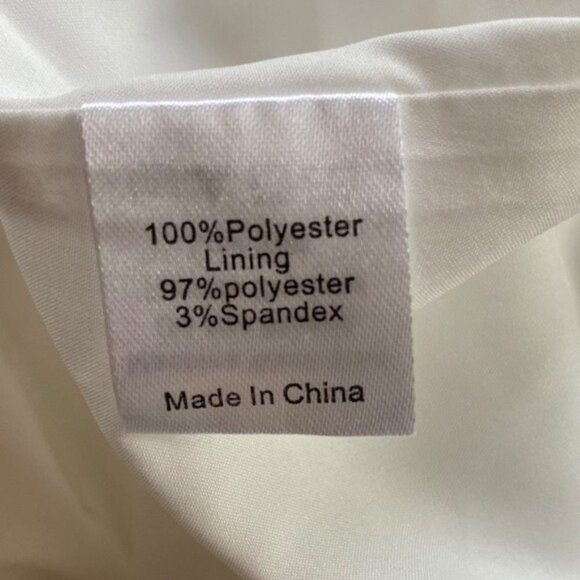 100%Polyester
Lining
97%polyester
3%Spandex
Made In China